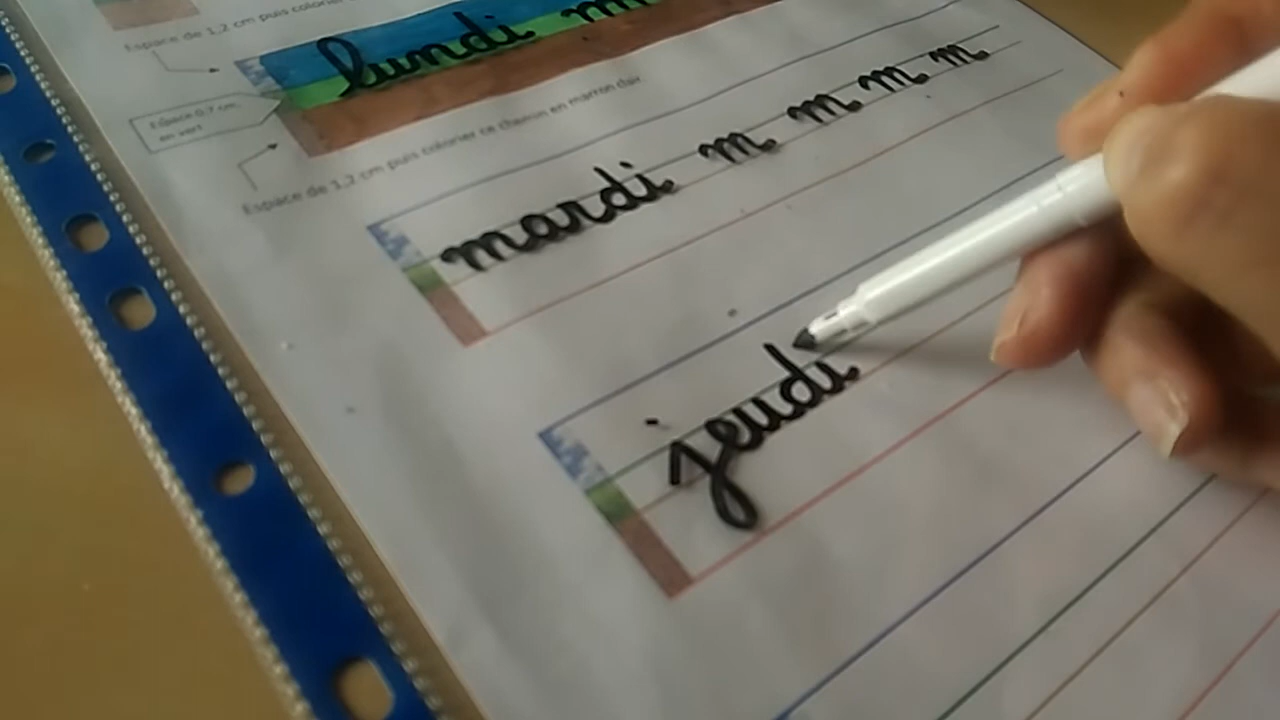 Espace de 1,2 cm puis colorier
lundi m
Espace 0,7 cm
en vert
Espace de 1,2 cm puis colorier ce chemin en marron clair
mardi m m m m
jeudi